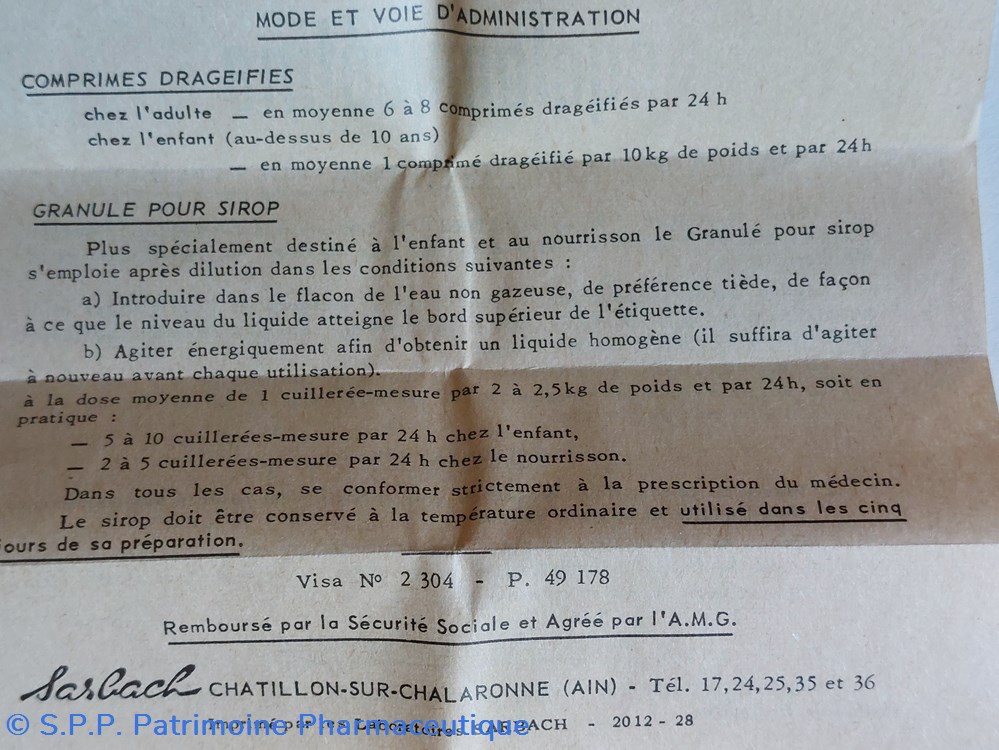 MODE ET VOIE D'ADMINISTRATION
COMPRIMES DRAGEIFIES
chez l'adulte — en moyenne 6 à 8 comprimés dragéifiés par 24 h
chez l'enfant (au-dessus de 10 ans)
— en moyenne 1 comprimé dragéifié par 10 kg de poids et par 24 h
GRANULE POUR SIROP
Plus spécialement destiné à l'enfant et au nourrisson le Granulé pour sirop
s'emploie après dilution dans les conditions suivantes :
a) Introduire dans le flacon de l'eau non gazeuse, de préférence tiède, de façon
à ce que le niveau du liquide atteigne le bord supérieur de l'étiquette.
b) Agiter énergiquement afin d'obtenir un liquide homogène (il suffira d'agiter
à nouveau avant chaque utilisation).
à la dose moyenne de 1 cuillerée-mesure par 2 à 2,5 kg de poids et par 24 h, soit en
pratique :
— 5 à 10 cuillerées-mesure par 24 h chez l'enfant,
— 2 à 5 cuillerées-mesure par 24 h chez le nourrisson.
Dans tous les cas, se conformer strictement à la prescription du médecin.
Le sirop doit être conservé à la température ordinaire et utilisé dans les cinq
jours de sa préparation.
Visa Nº 2 304 - P. 49 178
Remboursé par la Sécurité Sociale et Agréé par l'A.M.G.
Sarbach CHATILLON-SUR-CHALARONNE (AIN) - Tél. 17,24,25,35 et 36
Imprimé par les Laboratoires SARBACH - 2012 - 28
© S.P.P. Patrimoine Pharmaceutique